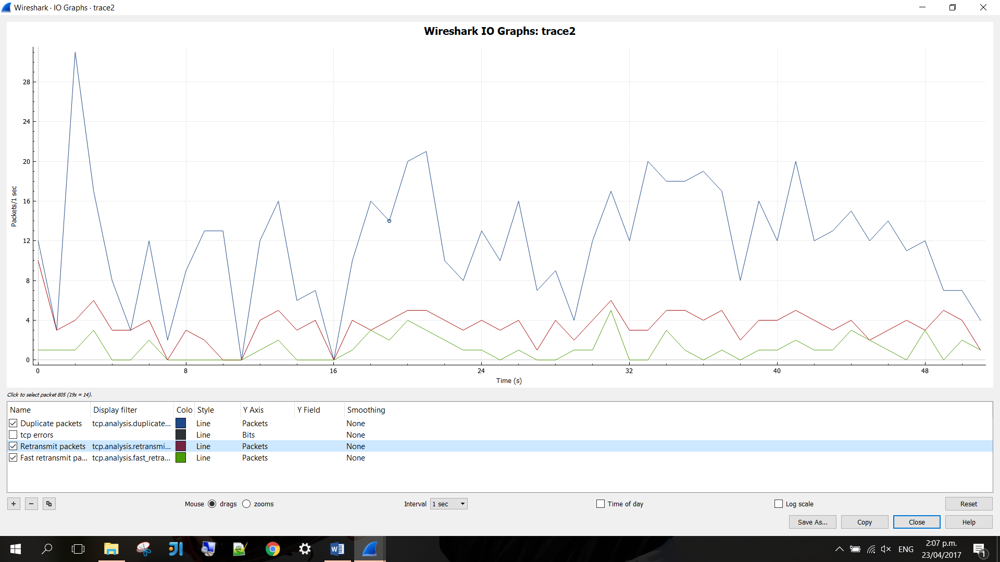 Wireshark · IO Graphs · trace2
Wireshark IO Graphs: trace2
Packets/1 sec
28
24
20
16
12
8
4
0
0 8 16 24 32 40 48
Time (s)
Click to select packet 805 (19s = 14).
Name Display filter Colo Style Y Axis Y Field Smoothing
Duplicate packets tcp.analysis.duplicate... Line Packets None
tcp errors Line Bits None
Retransmit packets tcp.analysis.retransmi... Line Packets None
Fast retransmit pa... tcp.analysis.fast_retra... Line Packets None
+ −
Mouse drags zooms Interval 1 sec Time of day Log scale Reset
Save As... Copy Close Help
ENG
2:07 p.m.
23/04/2017
1